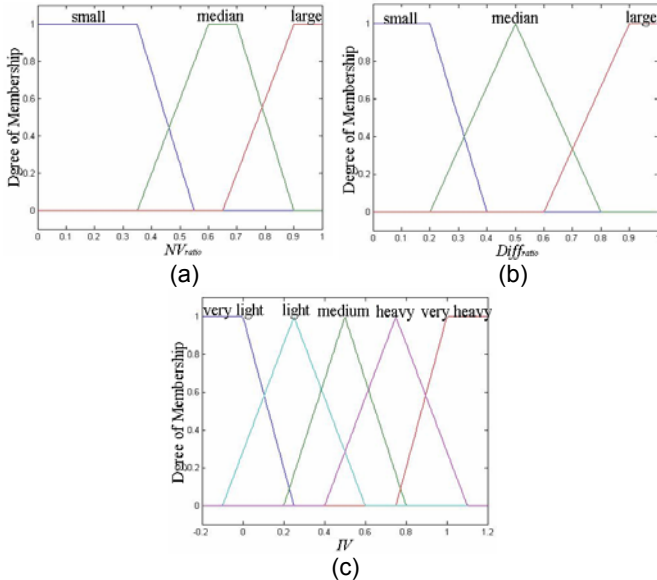 small median large
Dgree of Membership
1
0.8
0.6
0.4
0.2
0
0 0.1 0.2 0.3 0.4 0.5 0.6 0.7 0.8 0.9 1
NVratio
(a)
small median large
Degree of Membership
1
0.8
0.6
0.4
0.2
0
0 0.1 0.2 0.3 0.4 0.5 0.6 0.7 0.8 0.9 1
Diffratio
(b)
very light light medium heavy very heavy
Dgree of Membership
1
0.8
0.6
0.4
0.2
0
-0.2 0 0.2 0.4 0.6 0.8 1 1.2
IV
(c)